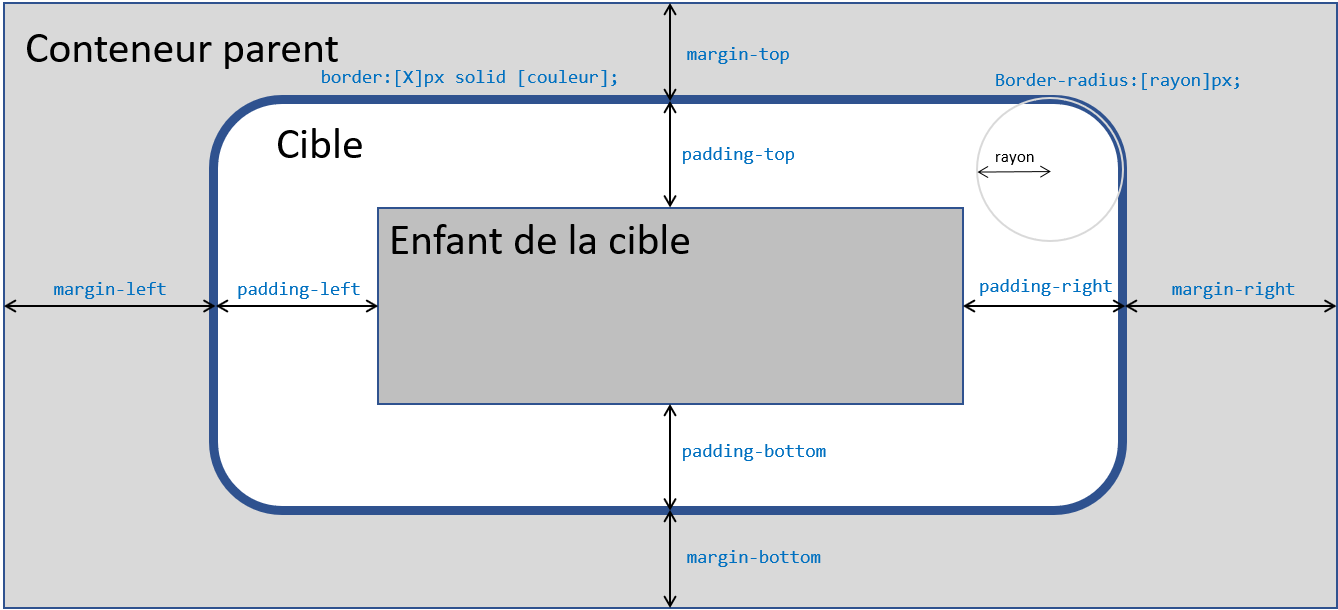 Conteneur parent
margin-top
border:[X]px solid [couleur];
Border-radius:[rayon]px;
Cible
padding-top
rayon
Enfant de la cible
margin-left
padding-left
padding-right
margin-right
padding-bottom
margin-bottom